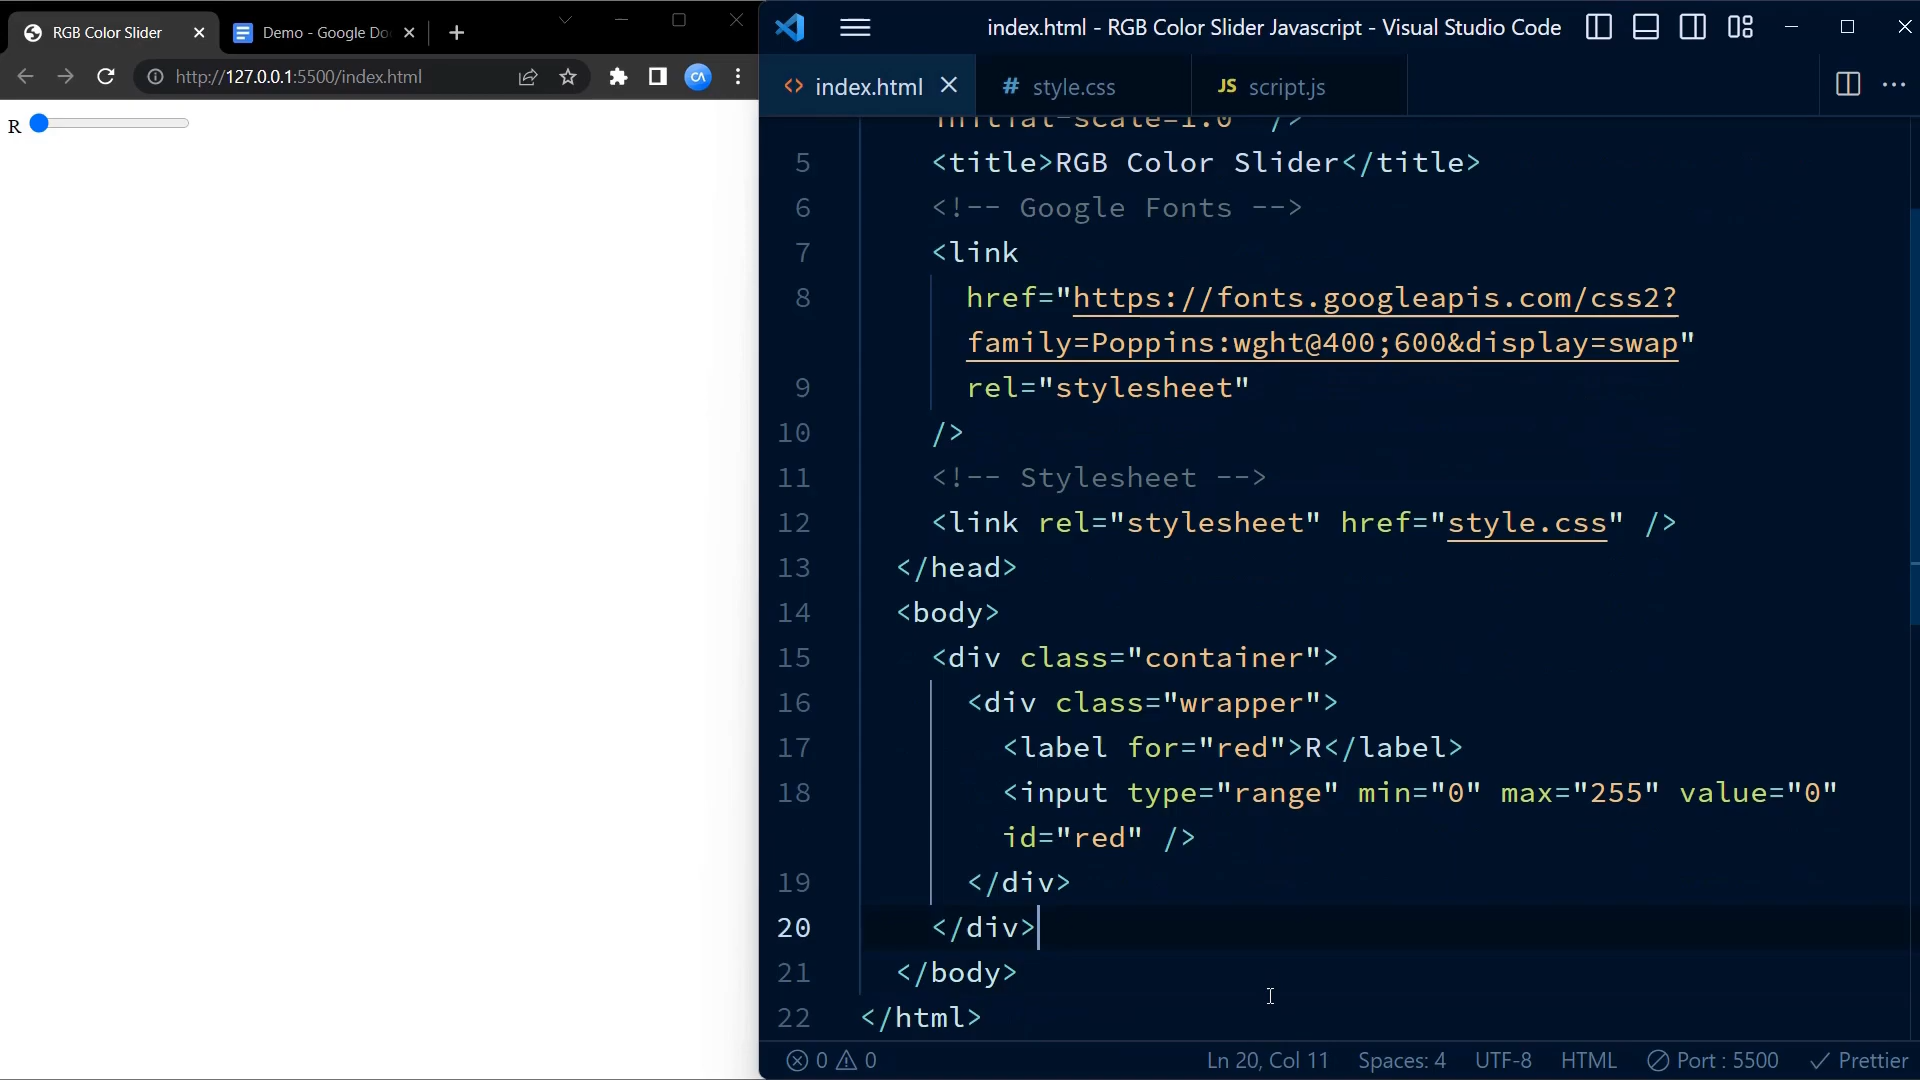 RGB Color Slider
Demo - Google Do
http://127.0.0.1:5500/index.html
CA
R
index.html - RGB Color Slider Javascript - Visual Studio Code
<> index.html
# style.css
JS script.js
initial-scale=1.0" />
5 <title>RGB Color Slider</title>
6 <!-- Google Fonts -->
7 <link
8 href="https://fonts.googleapis.com/css2?
family=Poppins:wght@400;600&display=swap"
9 rel="stylesheet"
10 />
11 <!-- Stylesheet -->
12 <link rel="stylesheet" href="style.css" />
13 </head>
14 <body>
15 <div class="container">
16 <div class="wrapper">
17 <label for="red">R</label>
18 <input type="range" min="0" max="255" value="0"
id="red" />
19 </div>
20 </div>
21 </body>
22 </html>
0 0 Ln 20, Col 11 Spaces: 4 UTF-8 HTML Port : 5500 Prettier